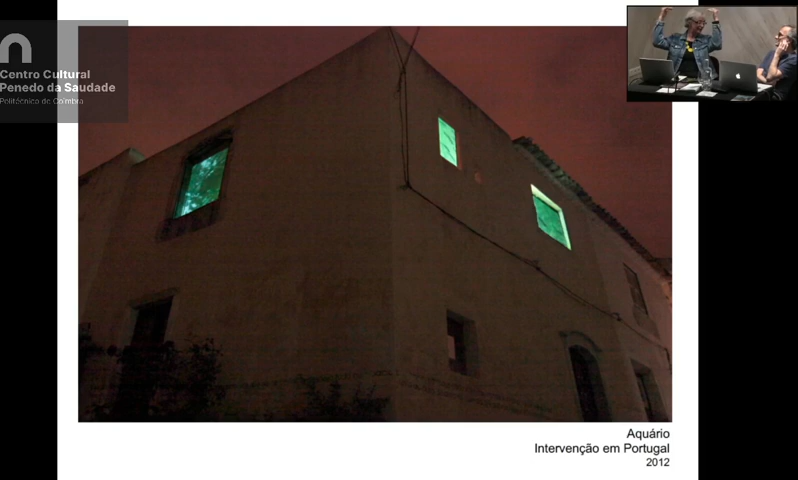 Centro Cultural
Penedo da Saudade
Politécnico de Coimbra
Aquário
Intervenção em Portugal
2012